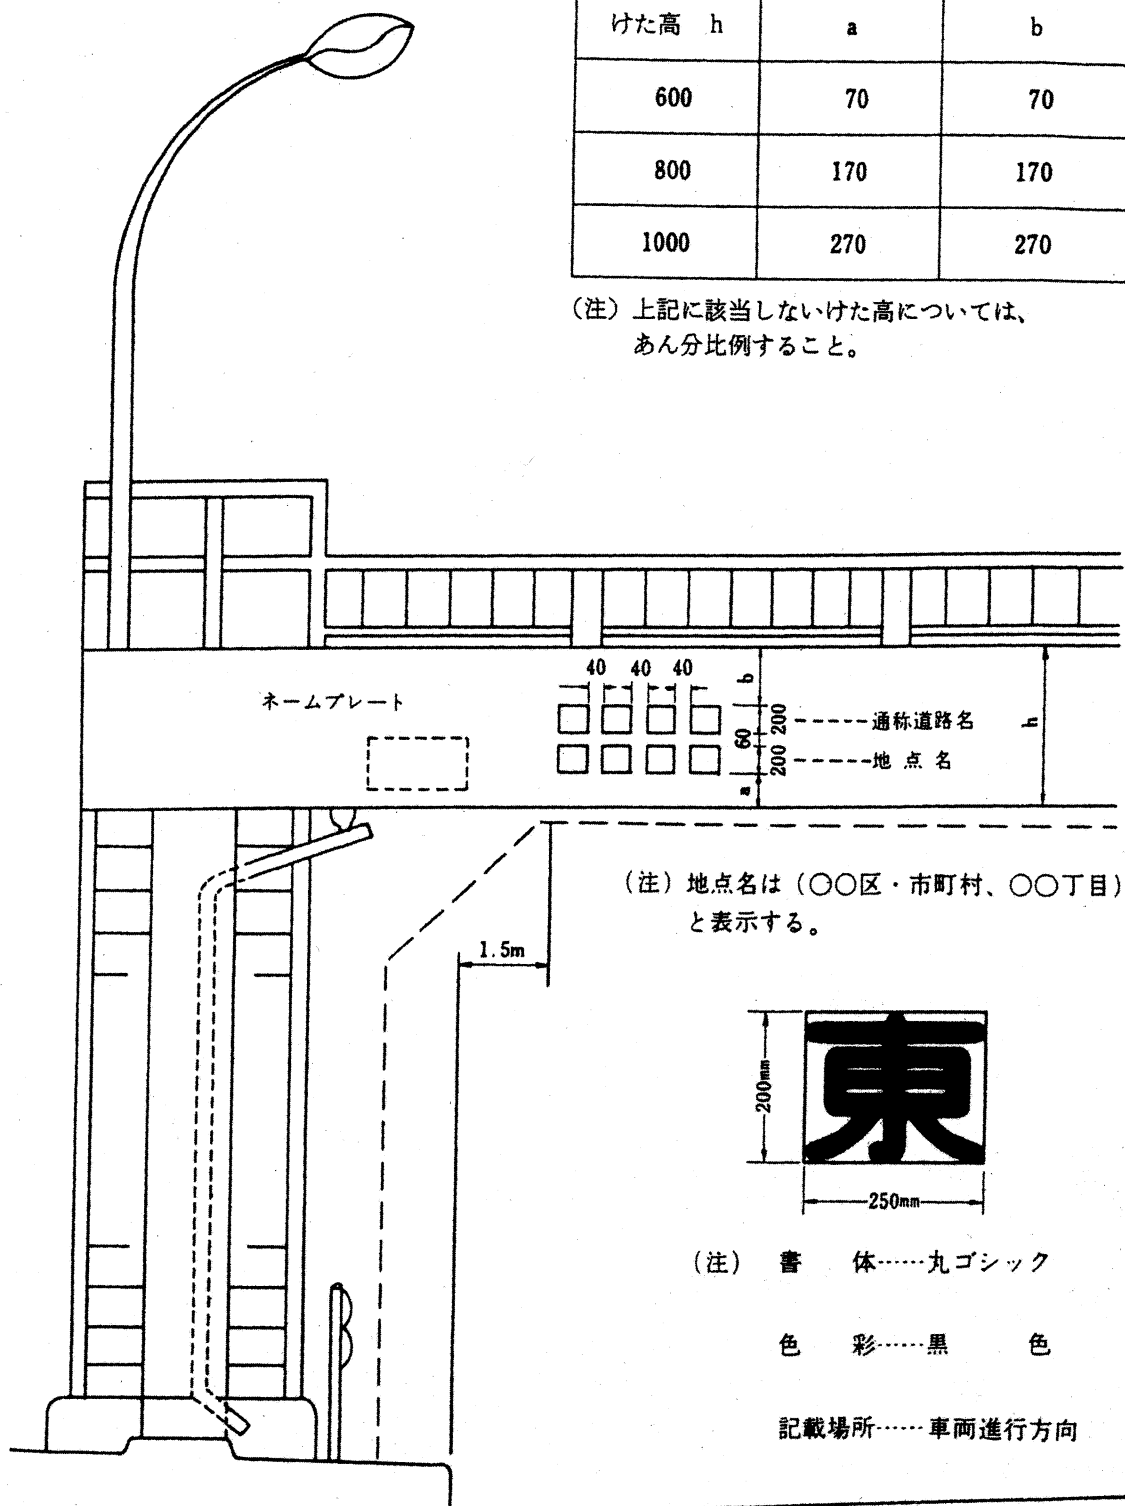 けた高 h a b
600 70 70
800 170 170
1000 270 270
(注) 上記に該当しないけた高については、
あん分比例すること。
40 40 40
ネームプレート
b
200
通称道路名
60
h
200
地点名
a
(注) 地点名は(○○区・市町村、○○丁目)
と表示する。
1.5m
東
200mm
250mm
(注) 書 体……丸ゴシック
色 彩……黒 色
記載場所……車両進行方向